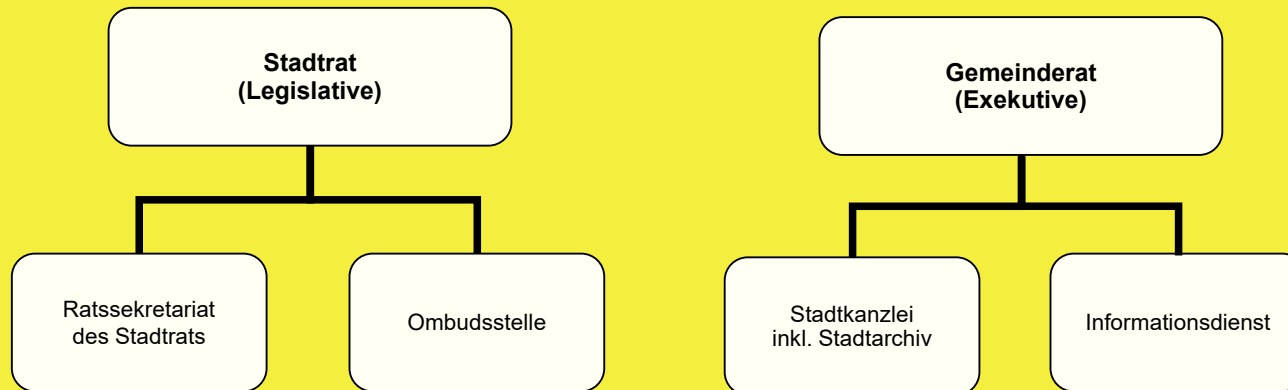 Stadtrat
(Legislative)
Gemeinderat
(Exekutive)
Ratssekretariat
des Stadtrats
Ombudsstelle
Stadtkanzlei
inkl. Stadtarchiv
Informationsdienst